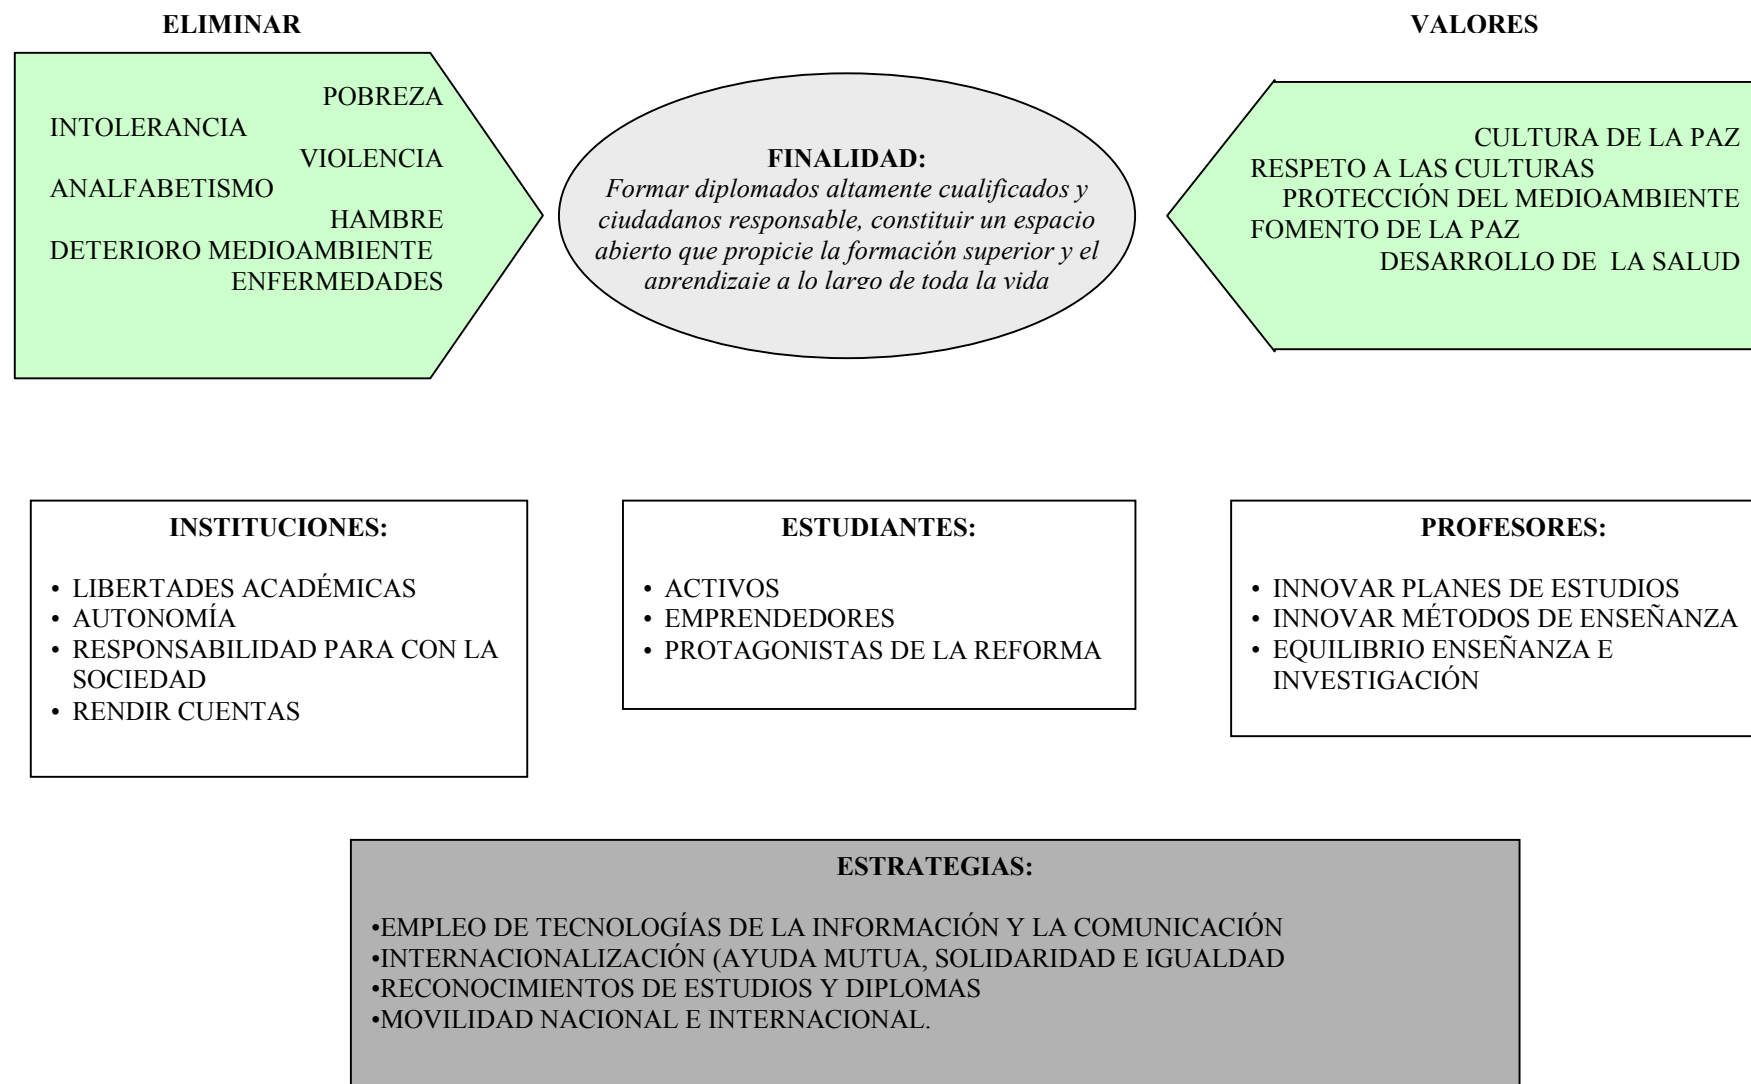 ELIMINAR
POBREZA
INTOLERANCIA
VIOLENCIA
ANALFABETISMO
HAMBRE
DETERIORO MEDIOAMBIENTE
ENFERMEDADES
FINALIDAD:
Formar diplomados altamente cualificados y
ciudadanos responsable, constituir un espacio
abierto que propicie la formación superior y el
aprendizaje a lo largo de toda la vida
VALORES
CULTURA DE LA PAZ
RESPETO A LAS CULTURAS
PROTECCIÓN DEL MEDIOAMBIENTE
FOMENTO DE LA PAZ
DESARROLLO DE LA SALUD
INSTITUCIONES:
• LIBERTADES ACADÉMICAS
• AUTONOMÍA
• RESPONSABILIDAD PARA CON LA
SOCIEDAD
• RENDIR CUENTAS
ESTUDIANTES:
• ACTIVOS
• EMPRENDEDORES
• PROTAGONISTAS DE LA REFORMA
PROFESORES:
• INNOVAR PLANES DE ESTUDIOS
• INNOVAR MÉTODOS DE ENSEÑANZA
• EQUILIBRIO ENSEÑANZA E
INVESTIGACIÓN
ESTRATEGIAS:
•EMPLEO DE TECNOLOGÍAS DE LA INFORMACIÓN Y LA COMUNICACIÓN
•INTERNACIONALIZACIÓN (AYUDA MUTUA, SOLIDARIDAD E IGUALDAD
•RECONOCIMIENTOS DE ESTUDIOS Y DIPLOMAS
•MOVILIDAD NACIONAL E INTERNACIONAL.